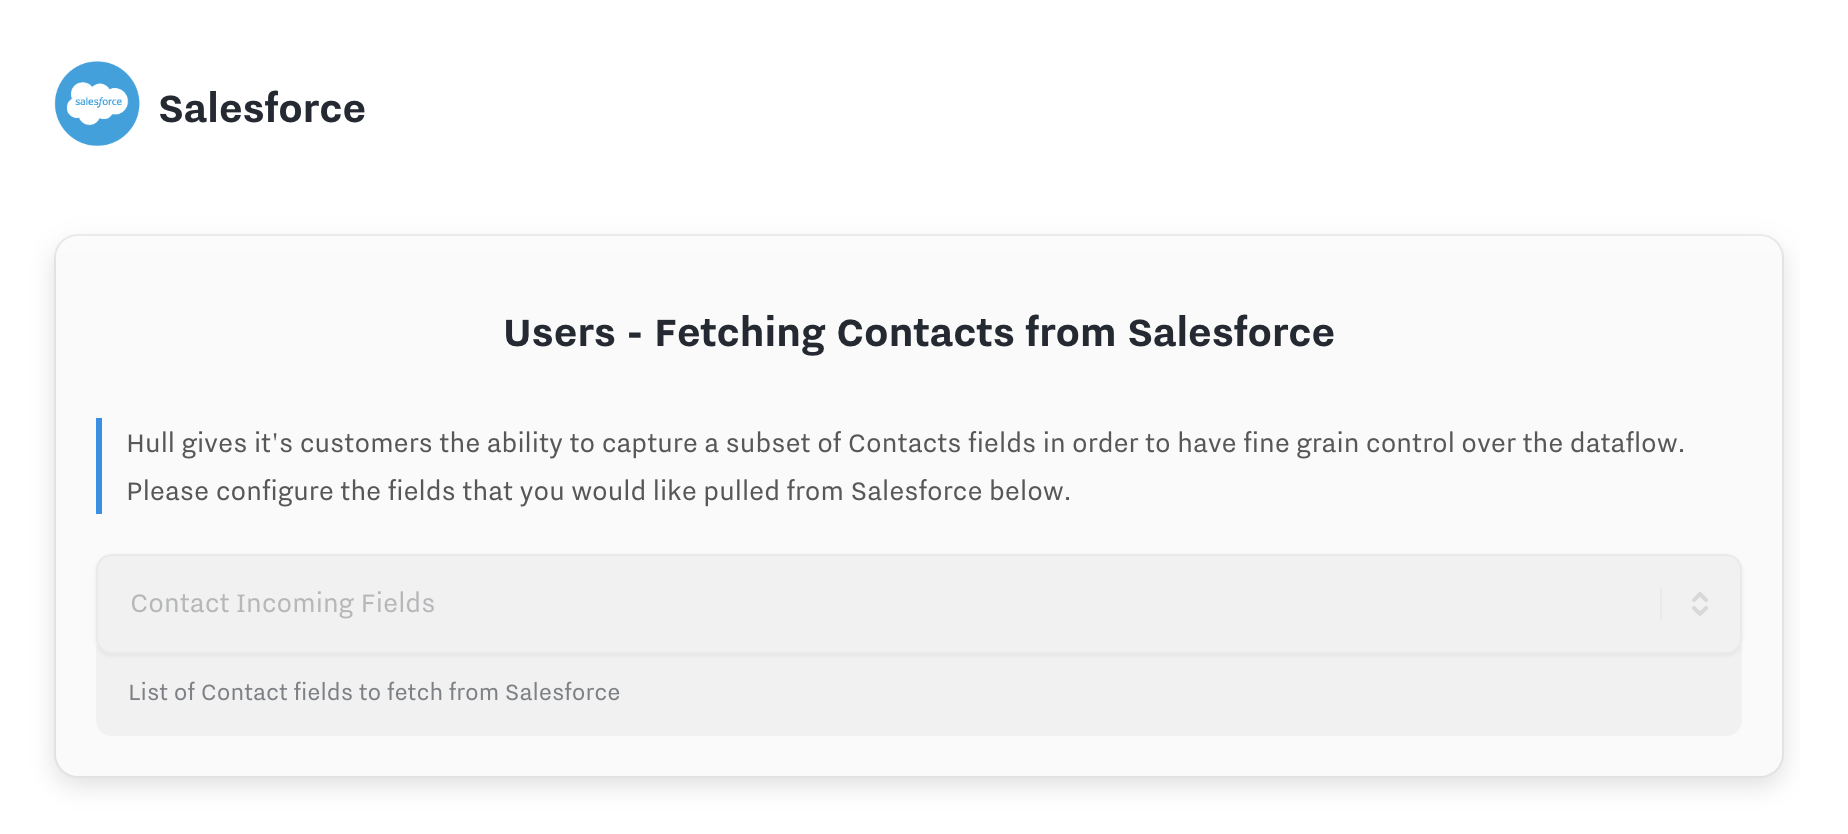 salesforce
Salesforce
Users - Fetching Contacts from Salesforce
Hull gives it's customers the ability to capture a subset of Contacts fields in order to have fine grain control over the dataflow.
Please configure the fields that you would like pulled from Salesforce below.
Contact Incoming Fields
List of Contact fields to fetch from Salesforce